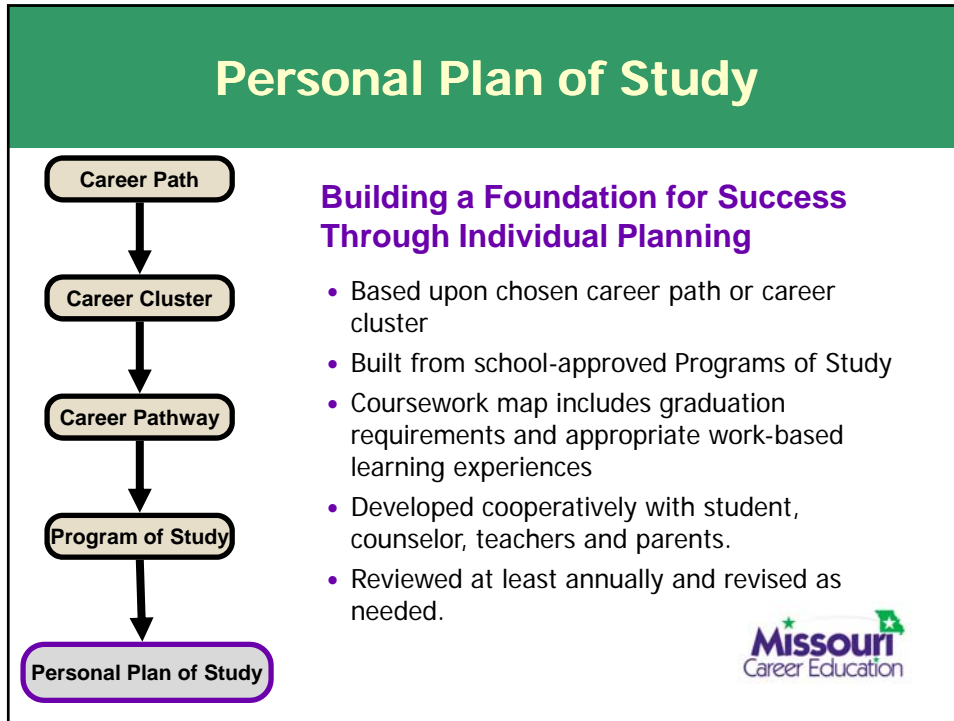 Personal Plan of Study
Career Path
Career Cluster
Career Pathway
Program of Study
Personal Plan of Study
Building a Foundation for Success
Through Individual Planning
• Based upon chosen career path or career
cluster
• Built from school-approved Programs of Study
• Coursework map includes graduation
requirements and appropriate work-based
learning experiences
• Developed cooperatively with student,
counselor, teachers and parents.
• Reviewed at least annually and revised as
needed.
Missouri
Career Education